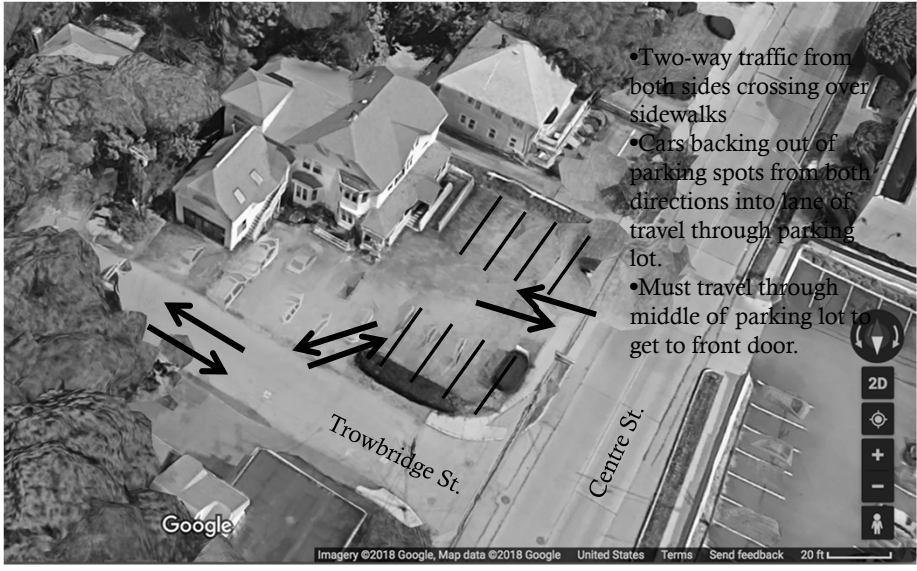 •Two-way traffic from
both sides crossing over
sidewalks
•Cars backing out of
parking spots from both
directions into lane of
travel through parking
lot.
•Must travel through
middle of parking lot to
get to front door.
2D
Trowbridge St.
Centre St.
+
−
Google
Imagery ©2018 Google, Map data ©2018 Google United States Terms Send feedback 20 ft